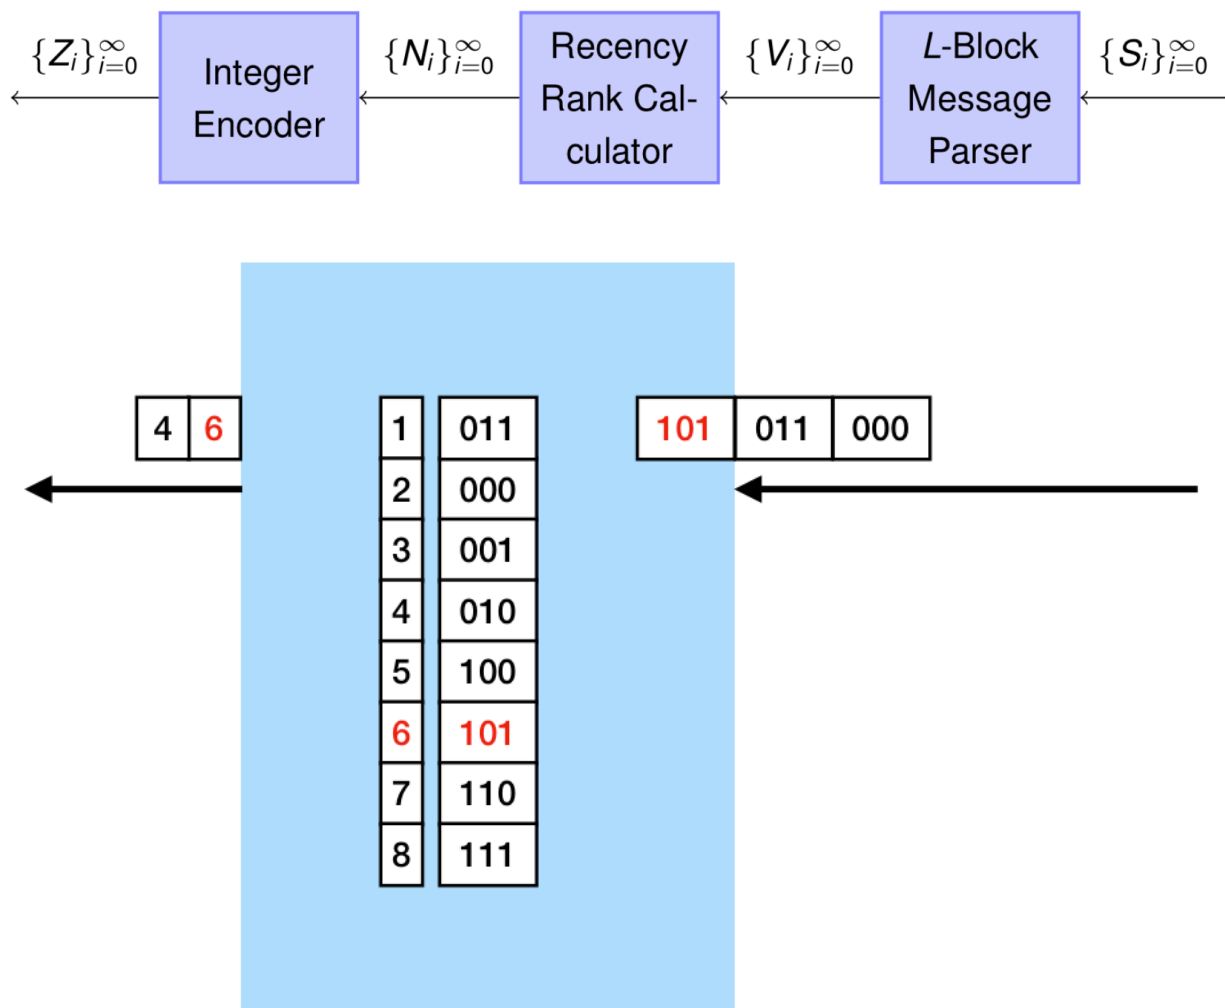 {Z_i}_{i=0}^∞
Integer
Encoder
{N_i}_{i=0}^∞
Recency
Rank Cal-
culator
{V_i}_{i=0}^∞
L-Block
Message
Parser
{S_i}_{i=0}^∞
4 6
1 011
2 000
3 001
4 010
5 100
6 101
7 110
8 111
101 011 000